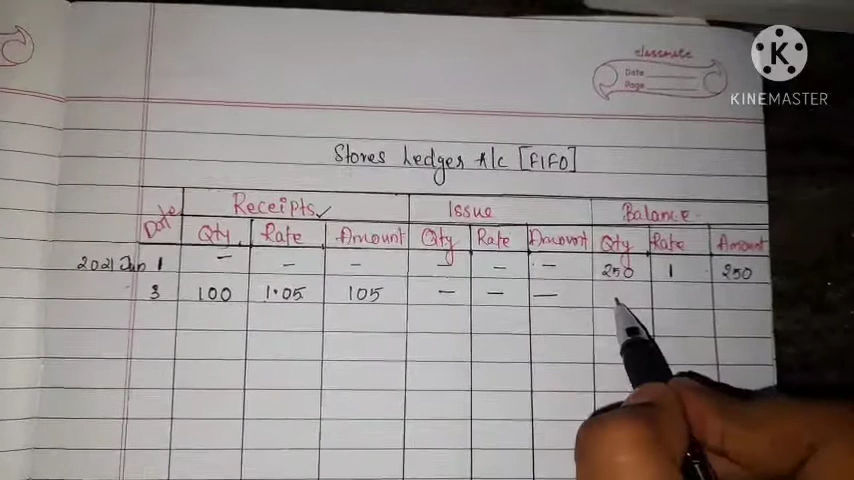 classmate
Date
Page
K
KINEMASTER
Stores Ledger A/c [FIFO]
Date Receipts ✓ Issue Balance
Qty Rate Amount Qty Rate Amount Qty Rate Amount
2021 Jan 1 – – – – – – 250 1 250
3 100 1.05 105 – – –